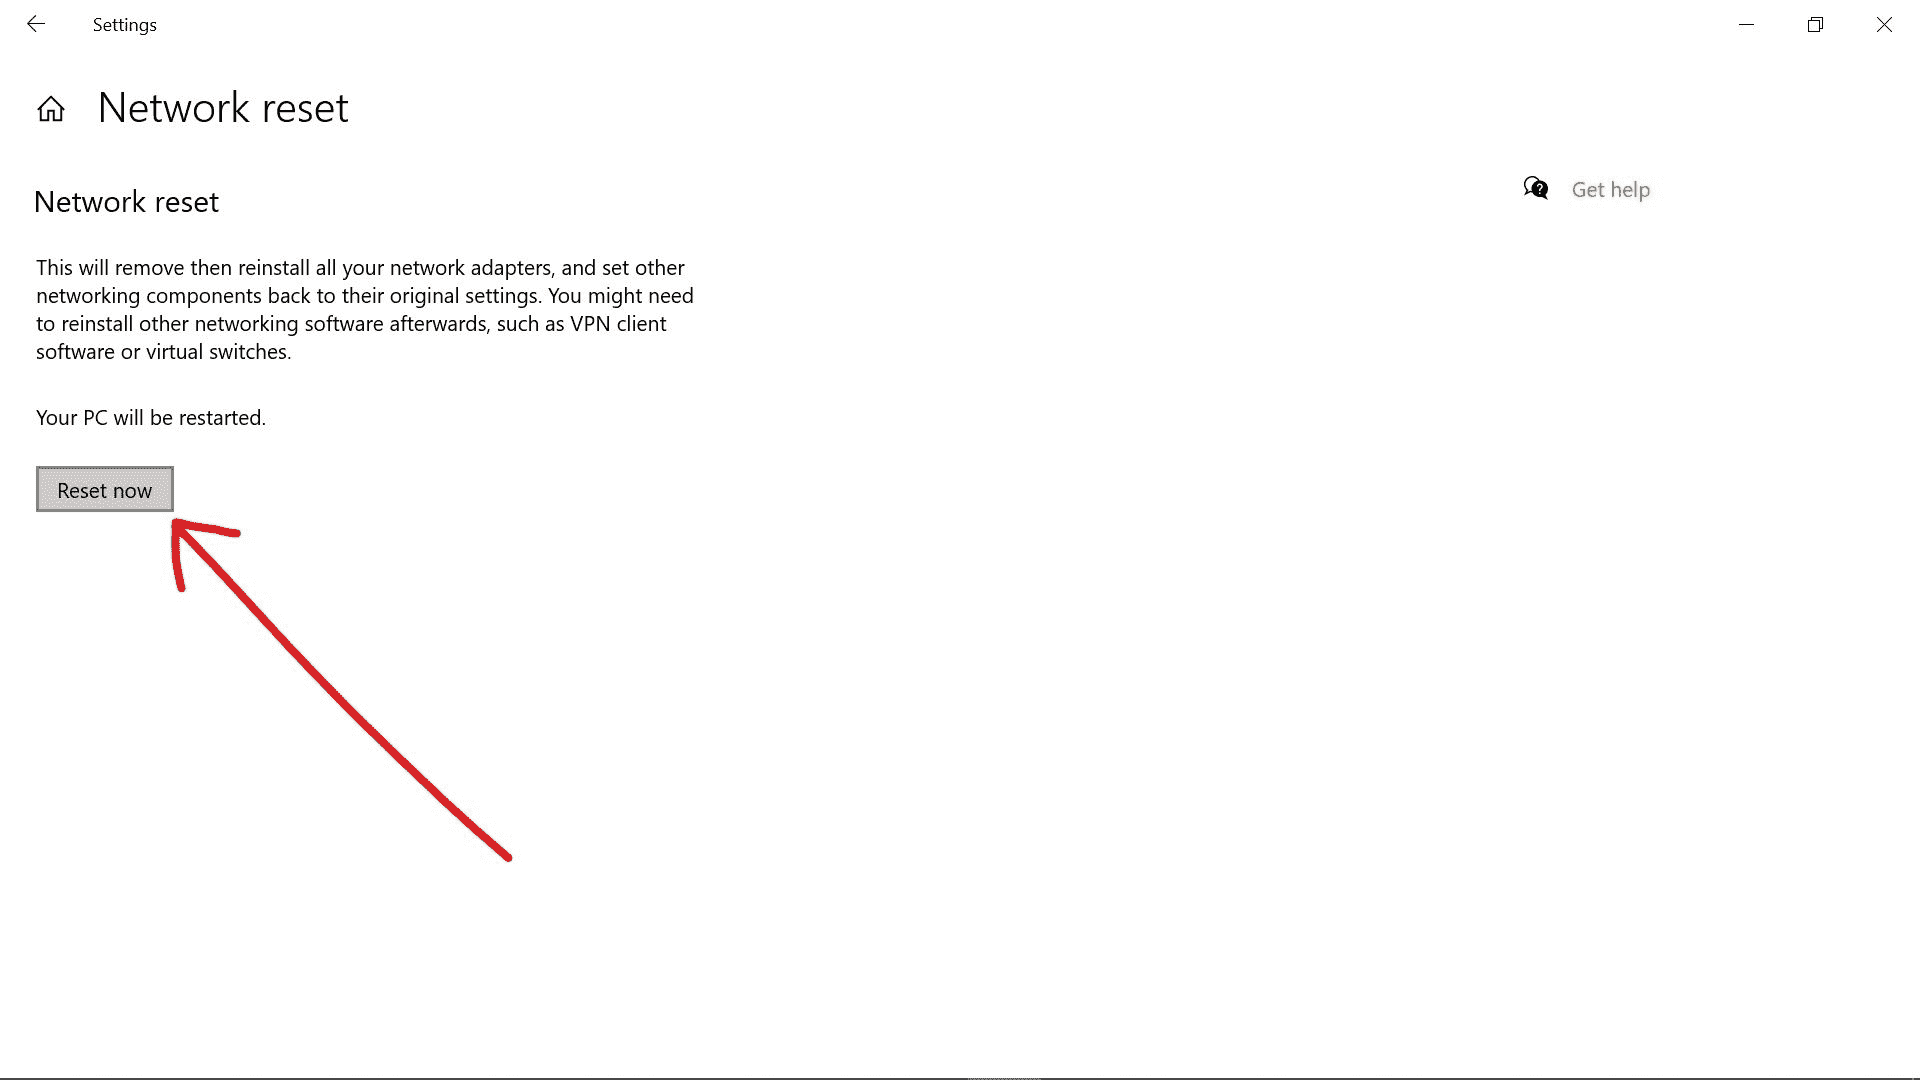 Settings
Network reset
Network reset
Get help
This will remove then reinstall all your network adapters, and set other
networking components back to their original settings. You might need
to reinstall other networking software afterwards, such as VPN client
software or virtual switches.
Your PC will be restarted.
Reset now